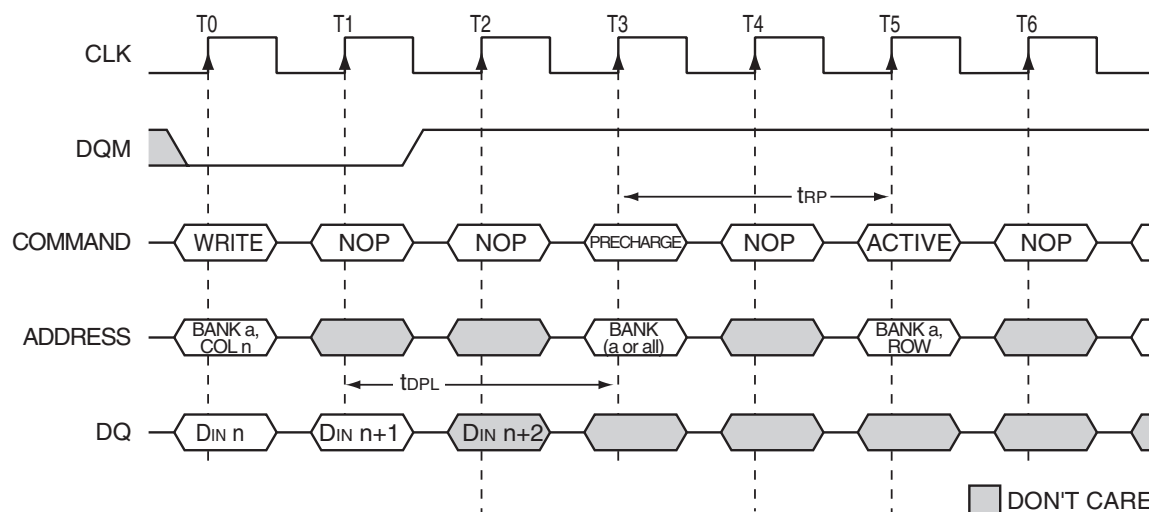 T0 T1 T2 T3 T4 T5 T6
CLK
DQM
tRP
COMMAND WRITE NOP NOP PRECHARGE NOP ACTIVE NOP
ADDRESS BANK a, COL n BANK (a or all) BANK a, ROW
tDPL
DQ DIN n DIN n+1 DIN n+2
DON'T CARE